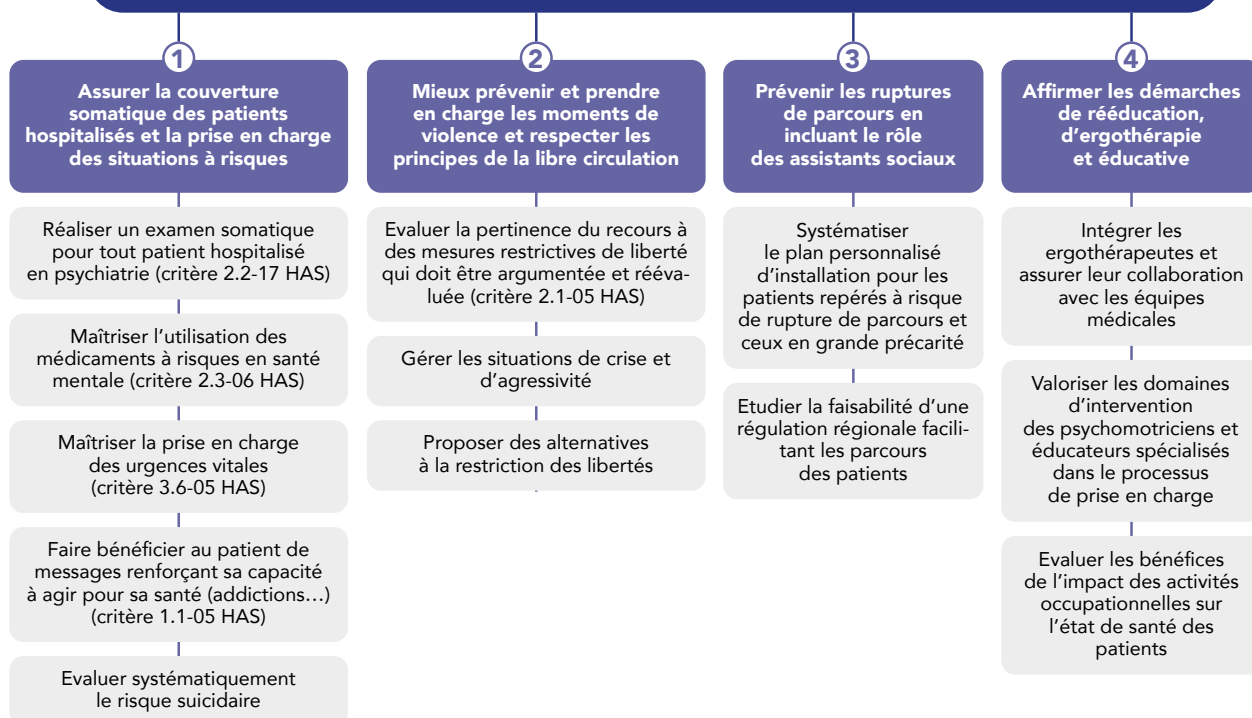 1
Assurer la couverture
somatique des patients
hospitalisés et la prise en charge
des situations à risques
Réaliser un examen somatique
pour tout patient hospitalisé
en psychiatrie (critère 2.2-17 HAS)
Maîtriser l’utilisation des
médicaments à risques en santé
mentale (critère 2.3-06 HAS)
Maîtriser la prise en charge
des urgences vitales
(critère 3.6-05 HAS)
Faire bénéficier au patient de
messages renforçant sa capacité
à agir pour sa santé (addictions…)
(critère 1.1-05 HAS)
Evaluer systématiquement
le risque suicidaire
2
Mieux prévenir et prendre
en charge les moments de
violence et respecter les
principes de la libre circulation
Evaluer la pertinence du recours à
des mesures restrictives de liberté
qui doit être argumentée et rééva-
luée (critère 2.1-05 HAS)
Gérer les situations de crise et
d’agressivité
Proposer des alternatives
à la restriction des libertés
3
Prévenir les ruptures
de parcours en
incluant le rôle
des assistants sociaux
Systématiser
le plan personnalisé
d’installation pour les
patients repérés à risque
de rupture de parcours et
ceux en grande précarité
Etudier la faisabilité d’une
régulation régionale facili-
tant les parcours
des patients
4
Affirmer les démarches
de rééducation,
d’ergothérapie
et éducative
Intégrer les
ergothérapeutes et
assurer leur collaboration
avec les équipes
médicales
Valoriser les domaines
d’intervention
des psychomotriciens et
éducateurs spécialisés
dans le processus
de prise en charge
Evaluer les bénéfices
de l’impact des activités
occupationnelles sur
l’état de santé des
patients